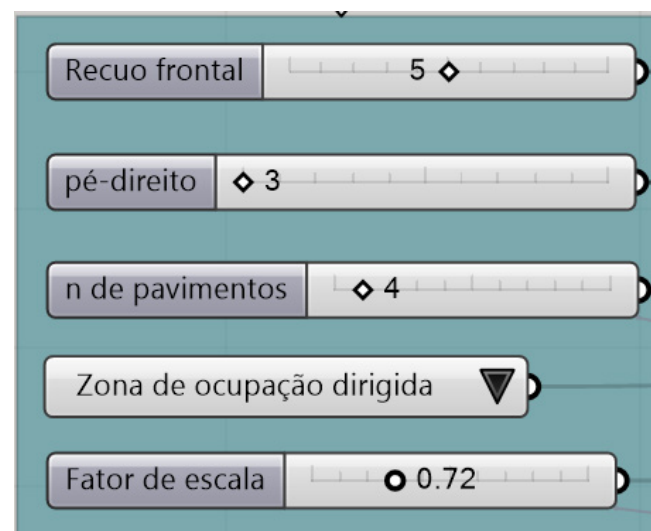 Recuo frontal 5
pé-direito 3
n de pavimentos 4
Zona de ocupação dirigida
Fator de escala 0.72